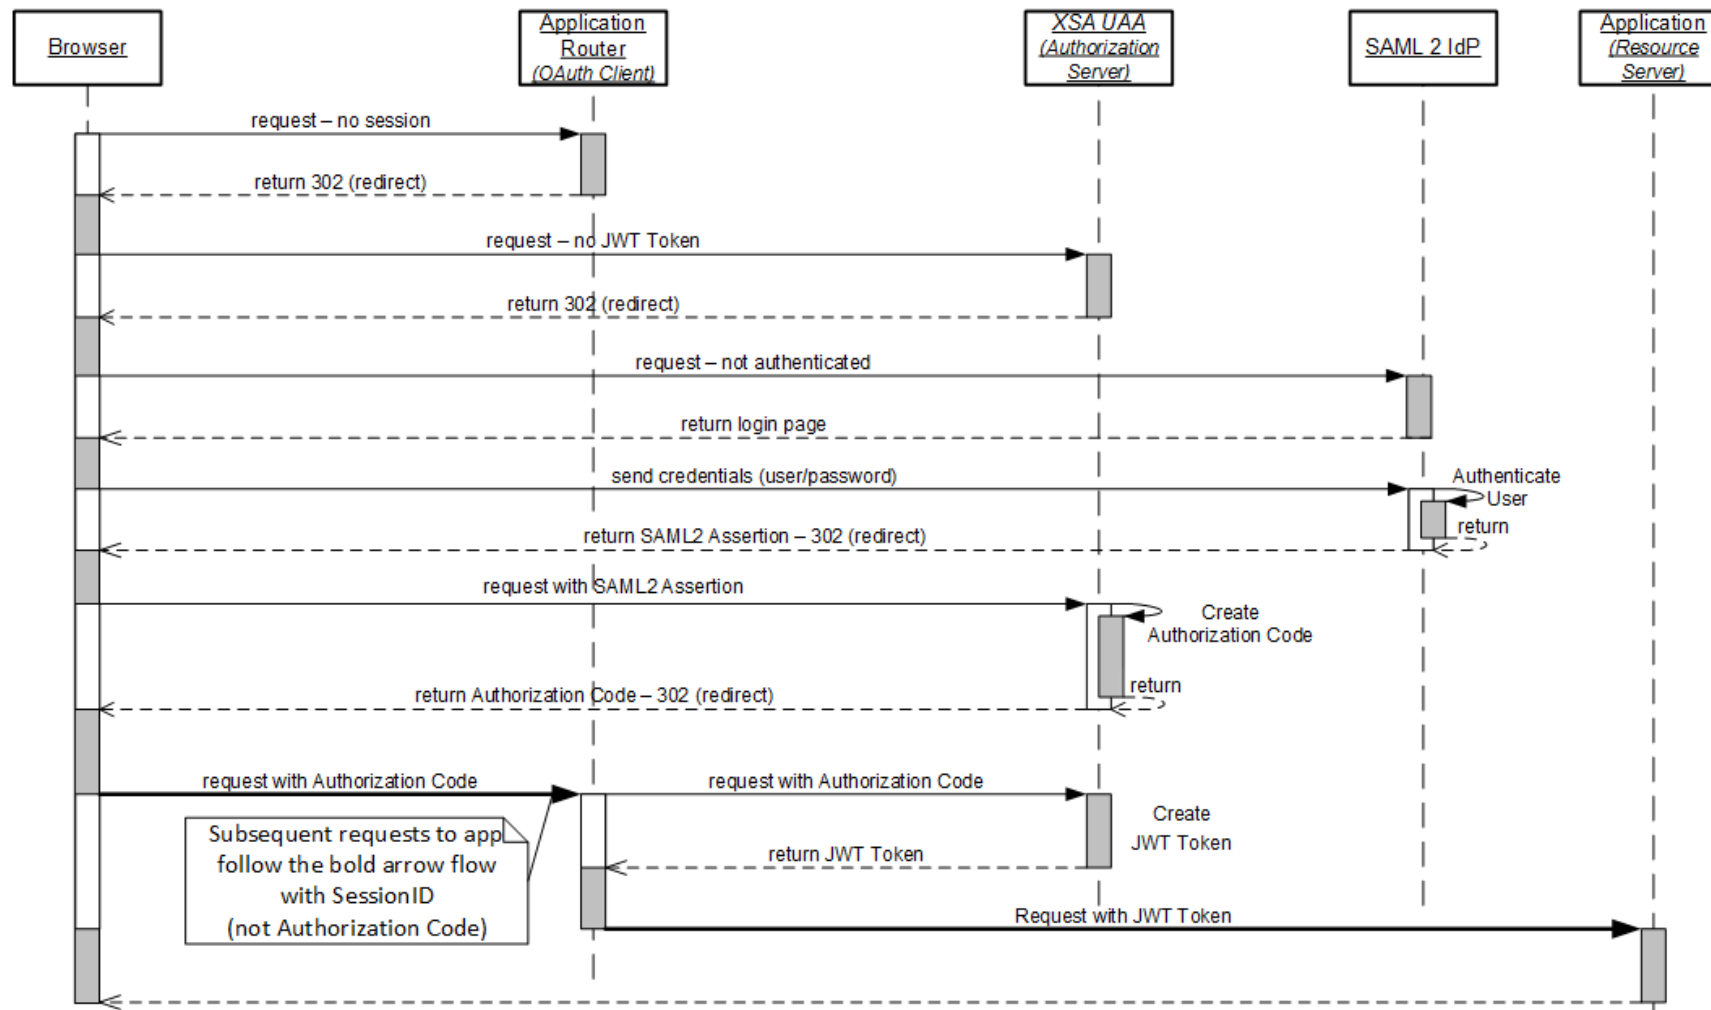 Browser
Application
Router
(OAuth Client)
XSA UAA
(Authorization
Server)
SAML 2 IdP
Application
(Resource
Server)
request – no session
return 302 (redirect)
request – no JWT Token
return 302 (redirect)
request – not authenticated
return login page
send credentials (user/password)
Authenticate
User
return
return SAML2 Assertion – 302 (redirect)
request with SAML2 Assertion
Create
Authorization Code
return
return Authorization Code – 302 (redirect)
request with Authorization Code
request with Authorization Code
Create
JWT Token
Subsequent requests to app
follow the bold arrow flow
with SessionID
(not Authorization Code)
return JWT Token
Request with JWT Token